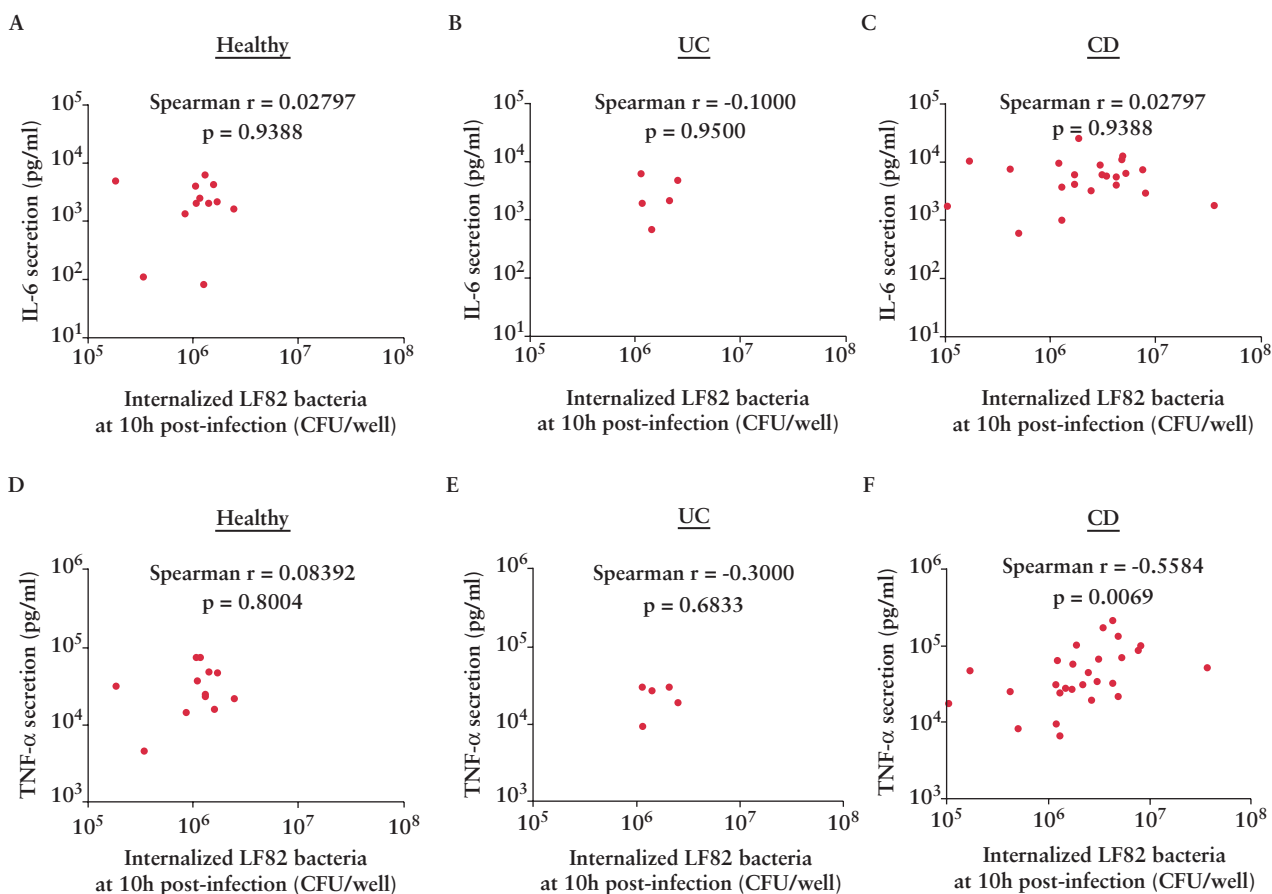 A
Healthy
Spearman r = 0.02797
p = 0.9388
IL-6 secretion (pg/ml)
10⁵
10⁴
10³
10²
10¹
10⁵ 10⁶ 10⁷ 10⁸
Internalized LF82 bacteria
at 10h post-infection (CFU/well)
B
UC
Spearman r = -0.1000
p = 0.9500
IL-6 secretion (pg/ml)
10⁵
10⁴
10³
10²
10¹
10⁵ 10⁶ 10⁷ 10⁸
Internalized LF82 bacteria
at 10h post-infection (CFU/well)
C
CD
Spearman r = 0.02797
p = 0.9388
IL-6 secretion (pg/ml)
10⁵
10⁴
10³
10²
10¹
10⁵ 10⁶ 10⁷ 10⁸
Internalized LF82 bacteria
at 10h post-infection (CFU/well)
D
Healthy
Spearman r = 0.08392
p = 0.8004
TNF-α secretion (pg/ml)
10⁶
10⁵
10⁴
10³
10⁵ 10⁶ 10⁷ 10⁸
Internalized LF82 bacteria
at 10h post-infection (CFU/well)
E
UC
Spearman r = -0.3000
p = 0.6833
TNF-α secretion (pg/ml)
10⁶
10⁵
10⁴
10³
10⁵ 10⁶ 10⁷ 10⁸
Internalized LF82 bacteria
at 10h post-infection (CFU/well)
F
CD
Spearman r = -0.5584
p = 0.0069
TNF-α secretion (pg/ml)
10⁶
10⁵
10⁴
10³
10⁵ 10⁶ 10⁷ 10⁸
Internalized LF82 bacteria
at 10h post-infection (CFU/well)